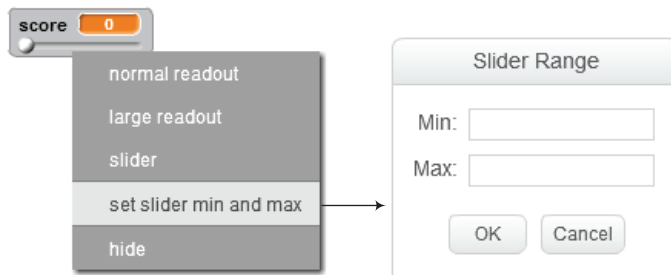 score 0
normal readout
large readout
slider
set slider min and max
hide
Slider Range
Min:
Max:
OK Cancel